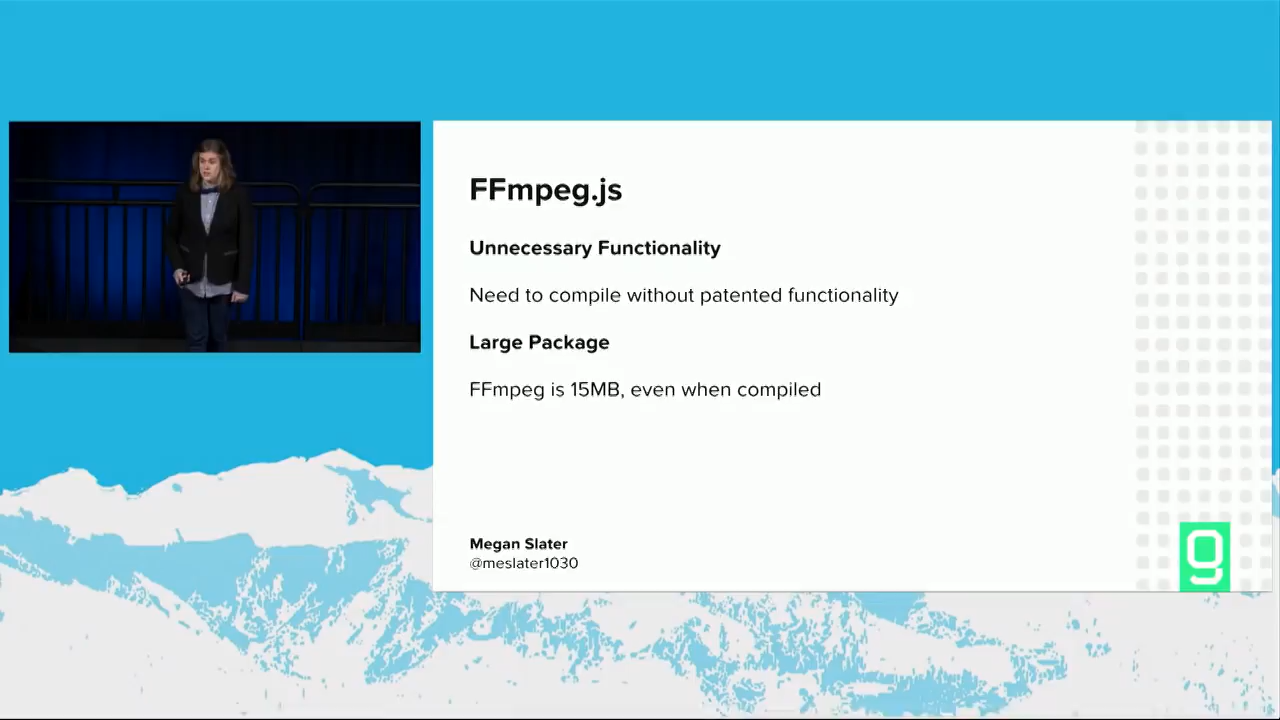 FFmpeg.js
Unnecessary Functionality
Need to compile without patented functionality
Large Package
FFmpeg is 15MB, even when compiled
Megan Slater
@meslater1030
g